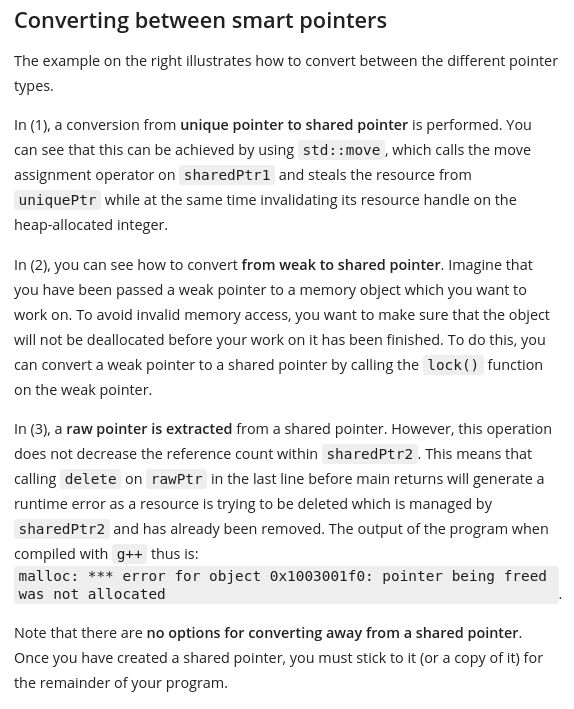 Converting between smart pointers
The example on the right illustrates how to convert between the different pointer
types.
In (1), a conversion from unique pointer to shared pointer is performed. You
can see that this can be achieved by using std::move , which calls the move
assignment operator on sharedPtr1 and steals the resource from
uniquePtr while at the same time invalidating its resource handle on the
heap-allocated integer.
In (2), you can see how to convert from weak to shared pointer. Imagine that
you have been passed a weak pointer to a memory object which you want to
work on. To avoid invalid memory access, you want to make sure that the object
will not be deallocated before your work on it has been finished. To do this, you
can convert a weak pointer to a shared pointer by calling the lock() function
on the weak pointer.
In (3), a raw pointer is extracted from a shared pointer. However, this operation
does not decrease the reference count within sharedPtr2 . This means that
calling delete on rawPtr in the last line before main returns will generate a
runtime error as a resource is trying to be deleted which is managed by
sharedPtr2 and has already been removed. The output of the program when
compiled with g++ thus is:
malloc: *** error for object 0x1003001f0: pointer being freed
was not allocated .
Note that there are no options for converting away from a shared pointer.
Once you have created a shared pointer, you must stick to it (or a copy of it) for
the remainder of your program.